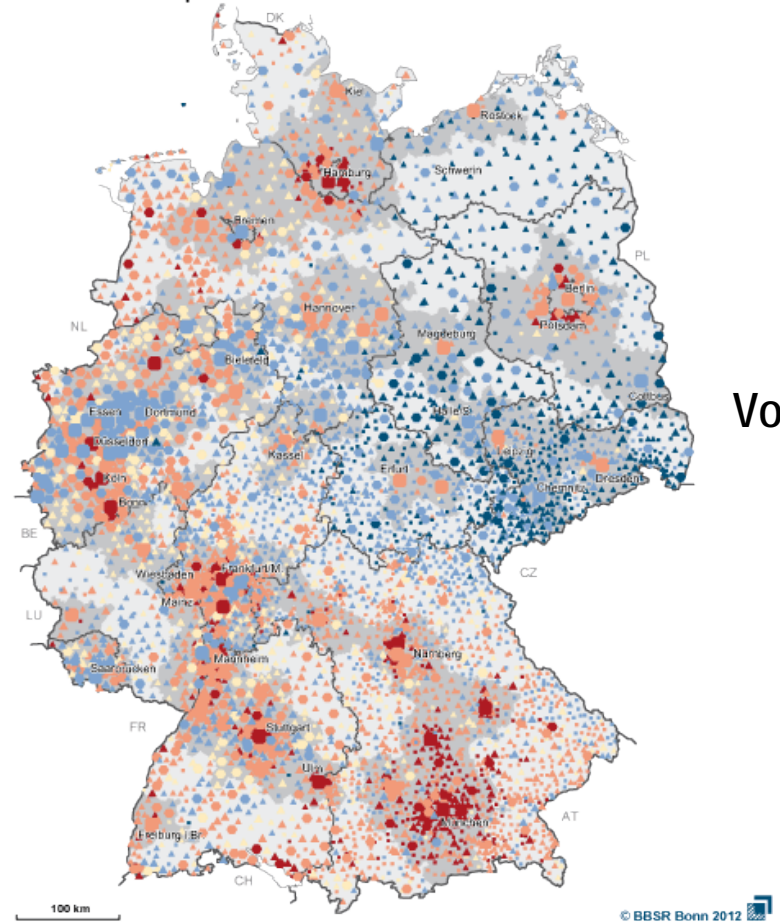 DK
Kiel
Rostock
Hamburg
Schwerin
Bremen
PL
Berlin
Hannover
Potsdam
NL
Magdeburg
Bielefeld
Cottbus
Essen
Dortmund
Halle/S.
Vo
Düsseldorf
Leipzig
Kassel
Erfurt
Dresden
Köln
Chemnitz
Bonn
BE
Wiesbaden
Frankfurt/M.
CZ
Mainz
LU
Nürnberg
Mannheim
Saarbrücken
FR
Stuttgart
Ulm
AT
München
Freiburg i.Br.
CH
100 km
© BBSR Bonn 2012